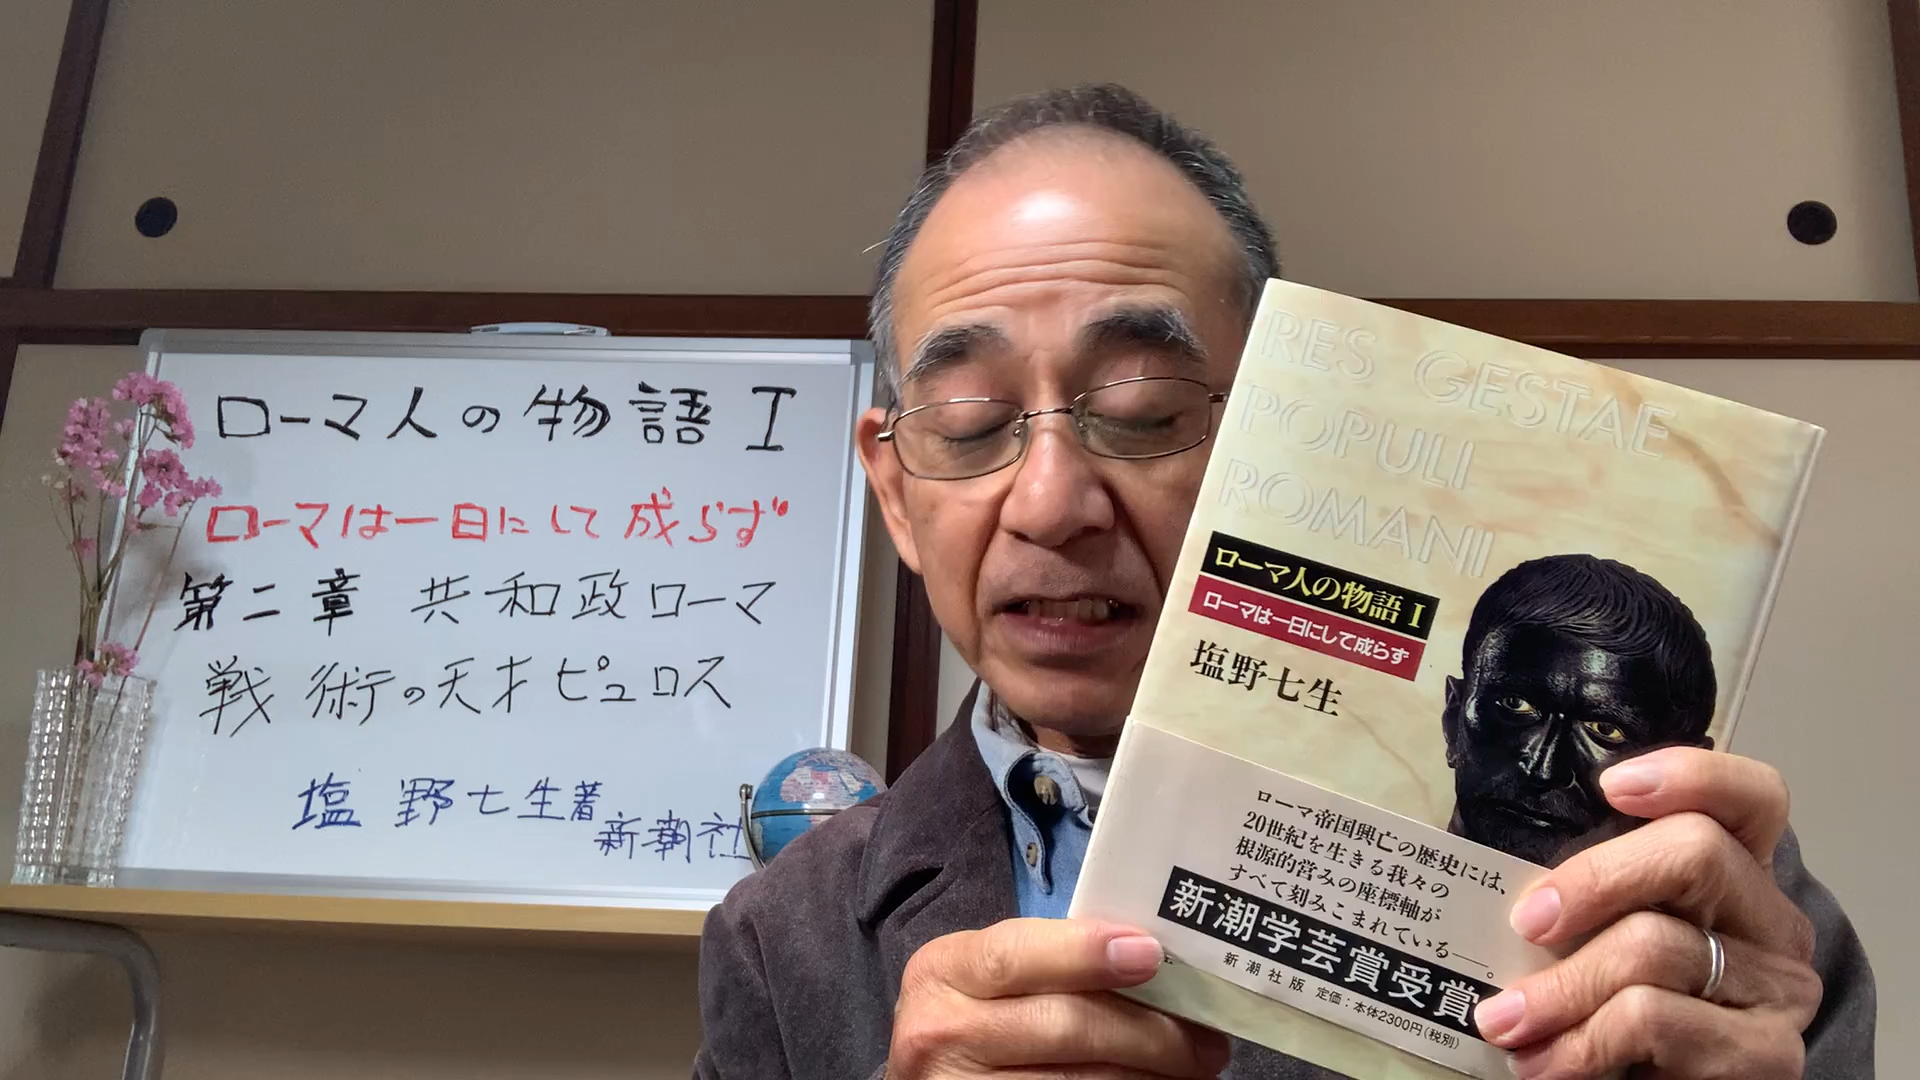 ローマ人の物語 I
ローマは一日にして成らず
第二章 共和政ローマ
戦術の天才ピュロス
塩野七生著
新潮社
RES GESTAE
POPULI
ROMANI
ローマ人の物語 I
ローマは一日にして成らず
塩野七生
ローマ帝国興亡の歴史には、
20世紀を生きる我々の
根源的営みの座標軸が
すべて刻みこまれている──。
新潮学芸賞受賞
新潮社版 定価:本体2300円(税別)